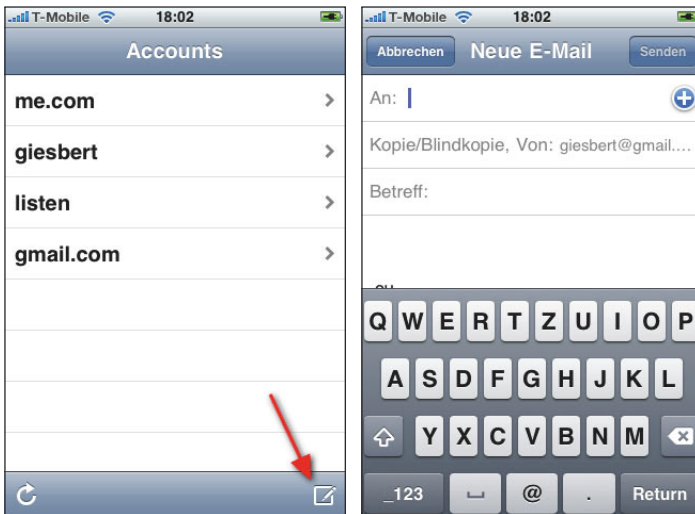 T-Mobile 18:02
Accounts
me.com
giesbert
listen
gmail.com
T-Mobile 18:02
Abbrechen Neue E-Mail Senden
An:
Kopie/Blindkopie, Von: giesbert@gmail....
Betreff:
Q W E R T Z U I O P
A S D F G H J K L
Y X C V B N M
_123 @ . Return